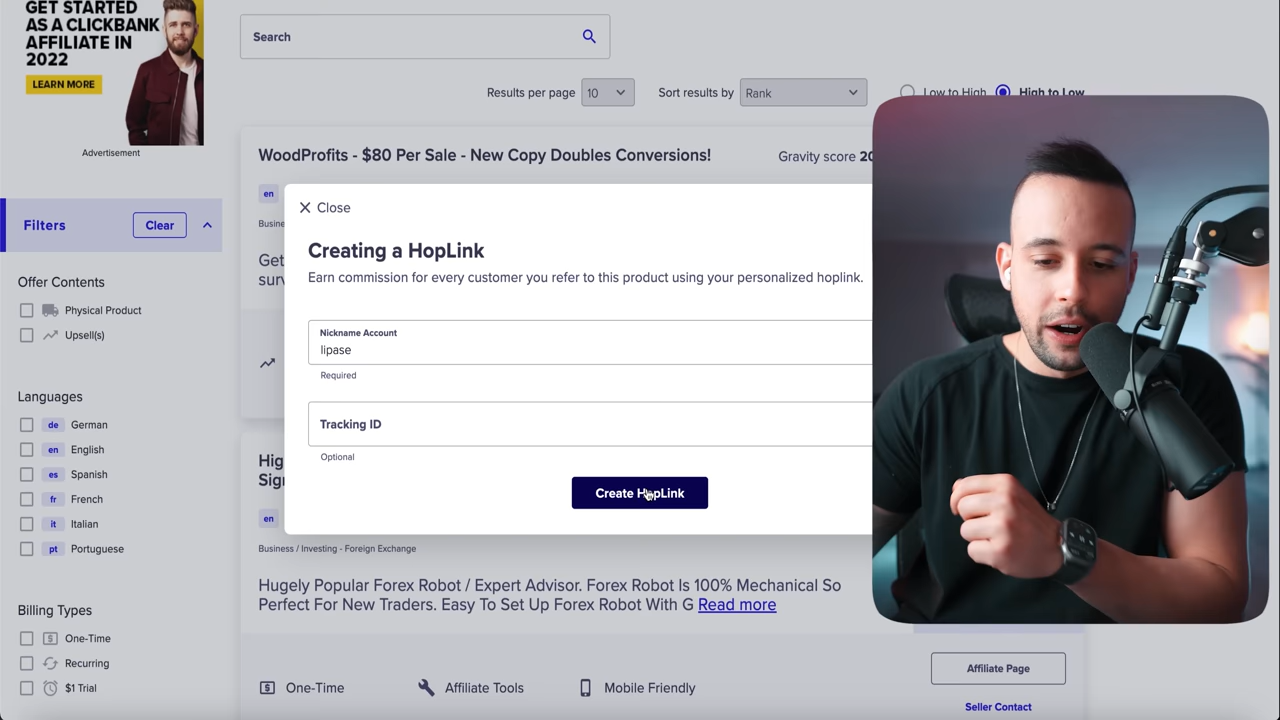 GET STARTED
AS A CLICKBANK
AFFILIATE IN
2022
LEARN MORE
Advertisement
Search
Results per page
10
Sort results by
Rank
Low to High
High to Low
WoodProfits - $80 Per Sale - New Copy Doubles Conversions!
Gravity score 20
en
Busine
Get
surv
Filters
Clear
Offer Contents
Physical Product
Upsell(s)
Languages
de German
en English
es Spanish
fr French
it Italian
pt Portuguese
Billing Types
One-Time
Recurring
$1 Trial
Close
Creating a HopLink
Earn commission for every customer you refer to this product using your personalized hoplink.
Nickname Account
lipase
Required
Tracking ID
Optional
Create HopLink
Hig
Sign
en
Business / Investing - Foreign Exchange
Hugely Popular Forex Robot / Expert Advisor. Forex Robot Is 100% Mechanical So
Perfect For New Traders. Easy To Set Up Forex Robot With G Read more
One-Time
Affiliate Tools
Mobile Friendly
Affiliate Page
Seller Contact